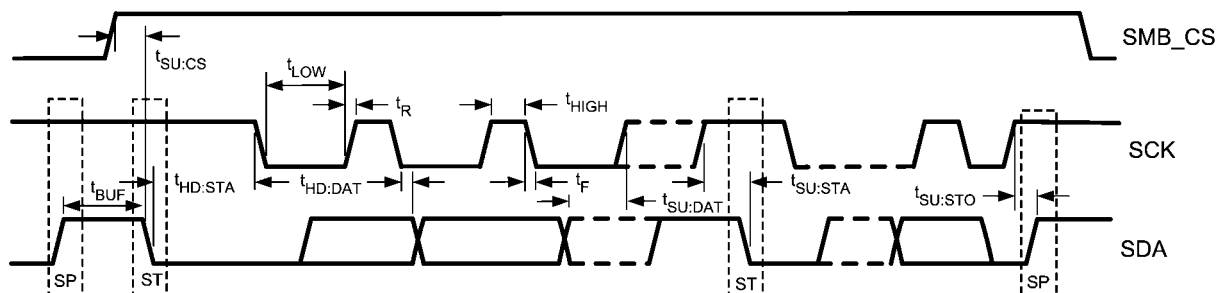 SMB_CS
tSU:CS
tLOW
tR
tHIGH
SCK
tBUF
tHD:STA
tHD:DAT
tF
tSU:DAT
tSU:STA
tSU:STO
SDA
SP
ST
ST
SP